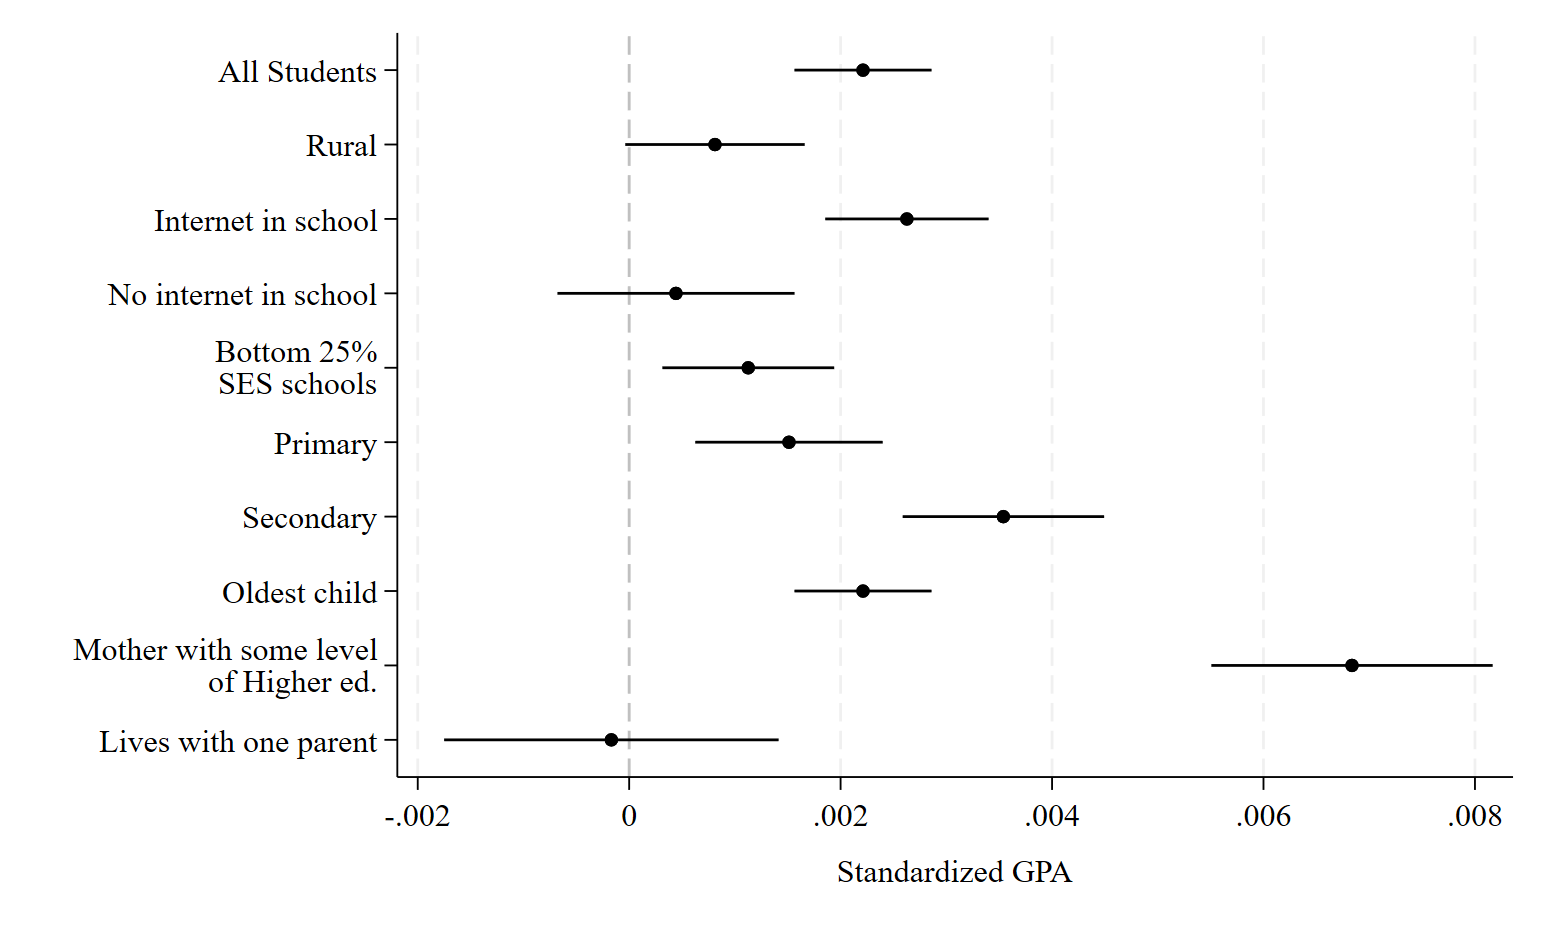 All Students
Rural
Internet in school
No internet in school
Bottom 25%
SES schools
Primary
Secondary
Oldest child
Mother with some level
of Higher ed.
Lives with one parent
-.002 0 .002 .004 .006 .008
Standardized GPA